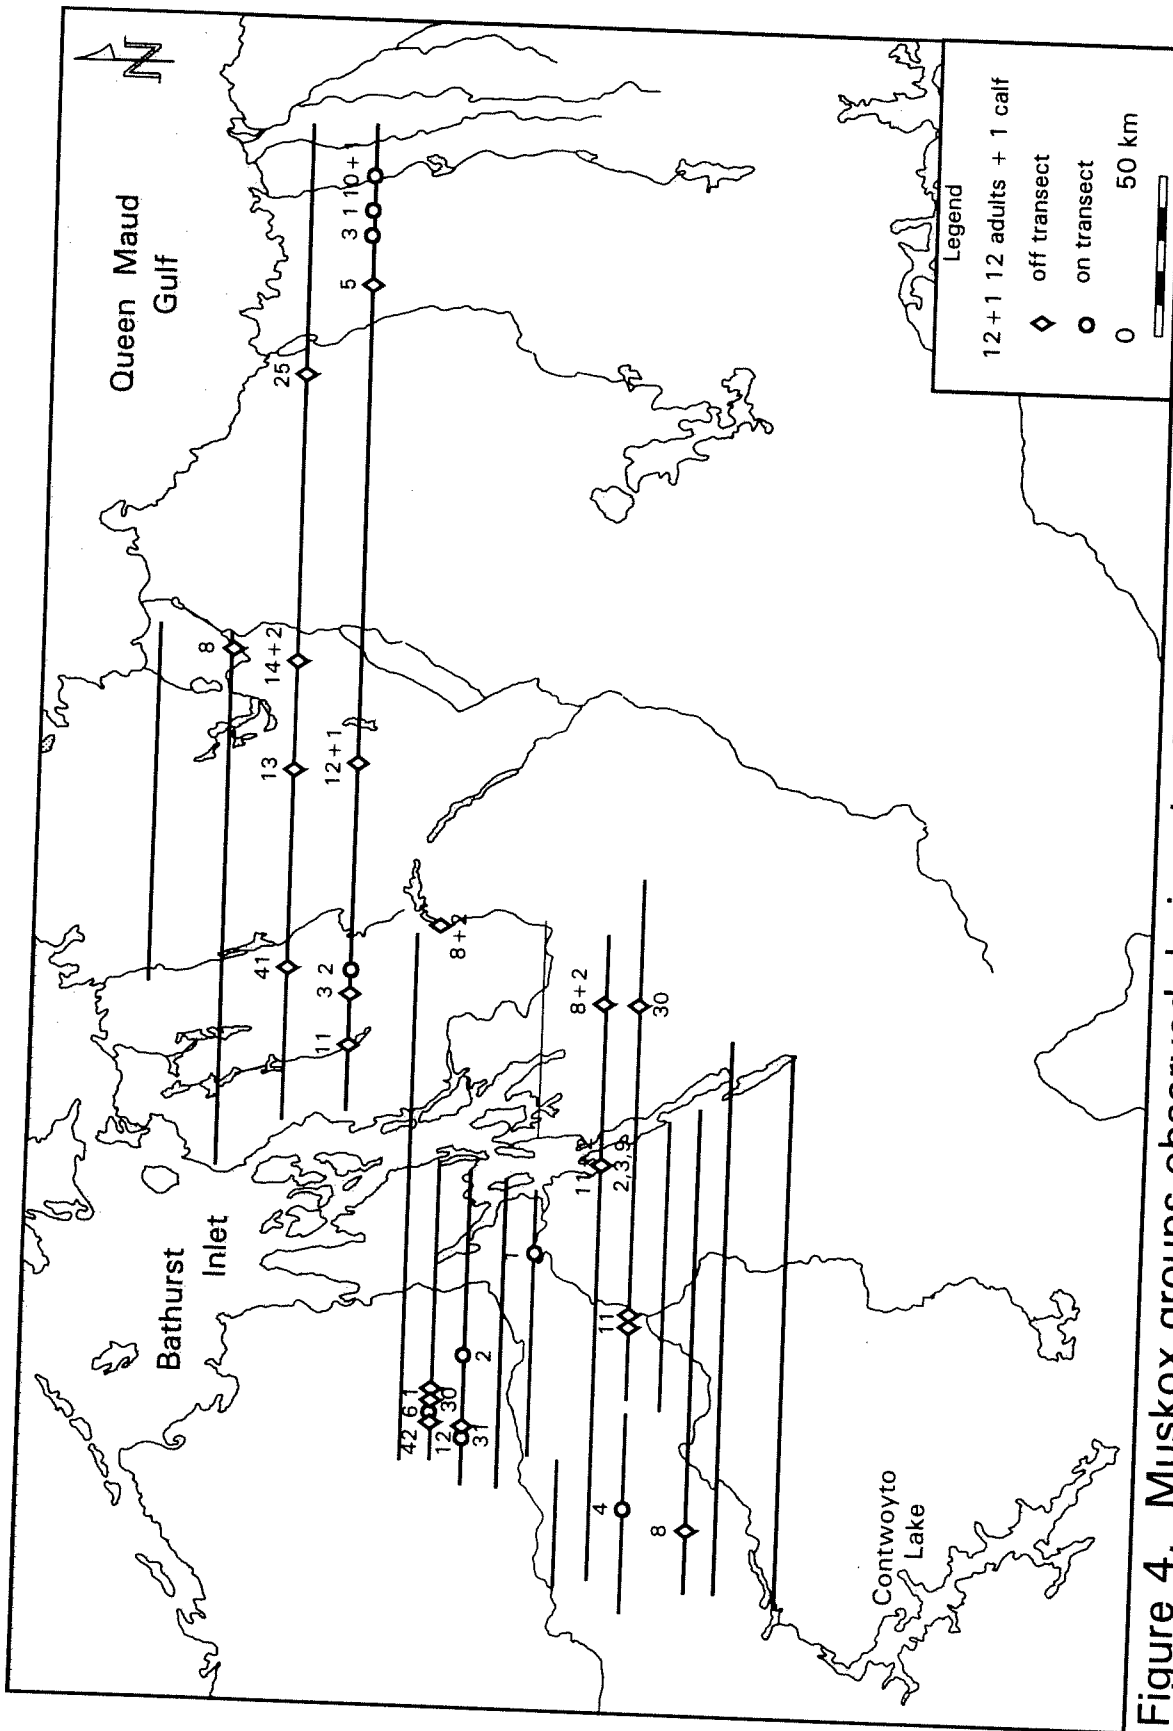 N
Queen Maud
Gulf
Bathurst
Inlet
Contwoyto
Lake
8
25
14+2
13
41
12+1
5
3 1 10+1
3 2
11
8+2
8+2
30
2,3,9
11
4
8
2
42 6 1
30
12
31
Legend
12+1 12 adults + 1 calf
off transect
on transect
0 50 km
Figure 4. Muskox groups observed